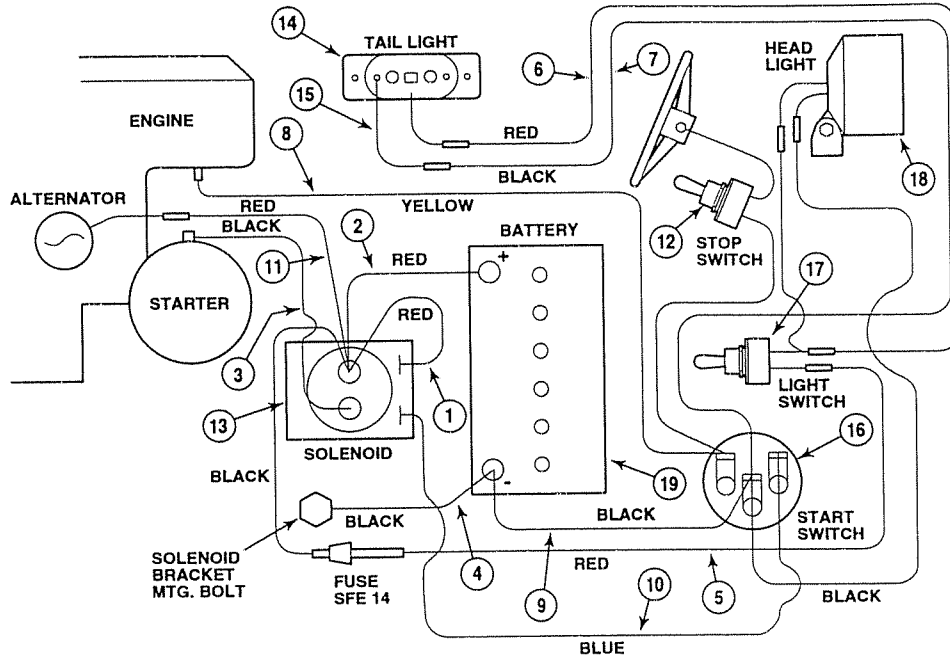 14
TAIL LIGHT
6
7
HEAD
LIGHT
ENGINE
15
8
RED
BLACK
18
ALTERNATOR
RED
YELLOW
BLACK
2
12
STOP
SWITCH
BATTERY
11
RED
+
17
STARTER
RED
3
1
LIGHT
SWITCH
13
SOLENOID
16
BLACK
-
19
BLACK
START
SWITCH
BLACK
SOLENOID
BRACKET
MTG. BOLT
FUSE
SFE 14
4
9
RED
10
5
BLACK
BLUE